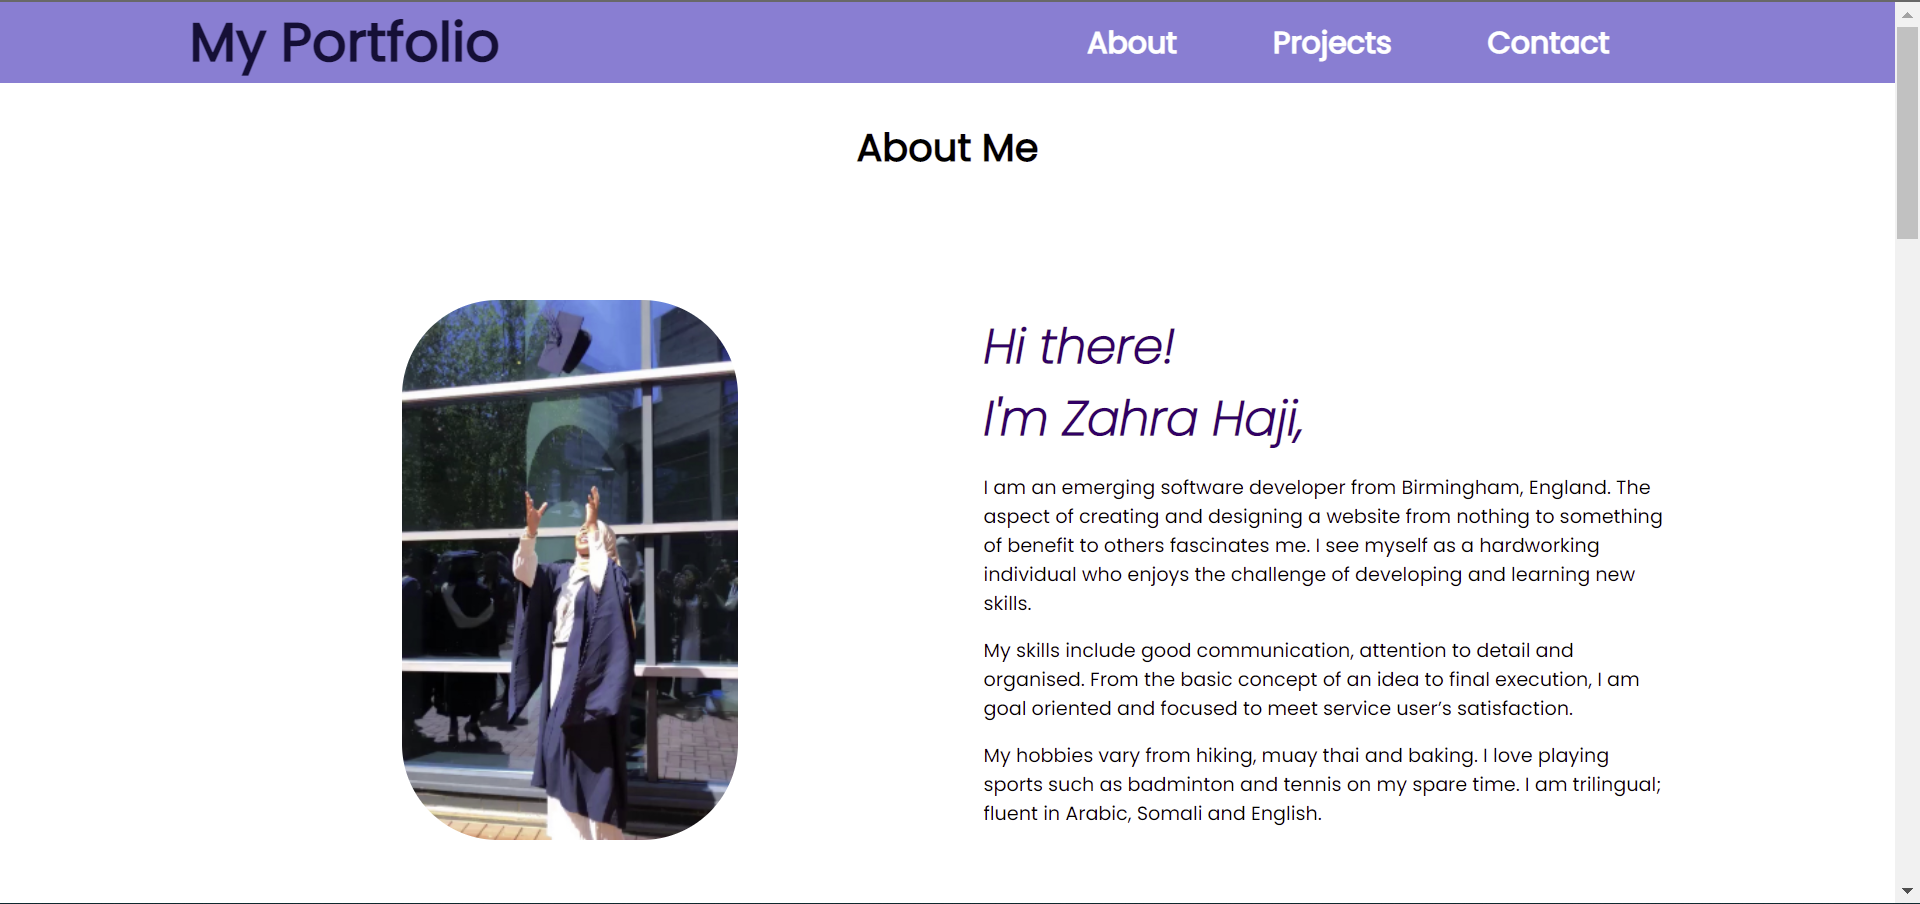 My Portfolio
About
Projects
Contact
About Me
Hi there!
I'm Zahra Haji,
I am an emerging software developer from Birmingham, England. The
aspect of creating and designing a website from nothing to something
of benefit to others fascinates me. I see myself as a hardworking
individual who enjoys the challenge of developing and learning new
skills.
My skills include good communication, attention to detail and
organised. From the basic concept of an idea to final execution, I am
goal oriented and focused to meet service user’s satisfaction.
My hobbies vary from hiking, muay thai and baking. I love playing
sports such as badminton and tennis on my spare time. I am trilingual;
fluent in Arabic, Somali and English.